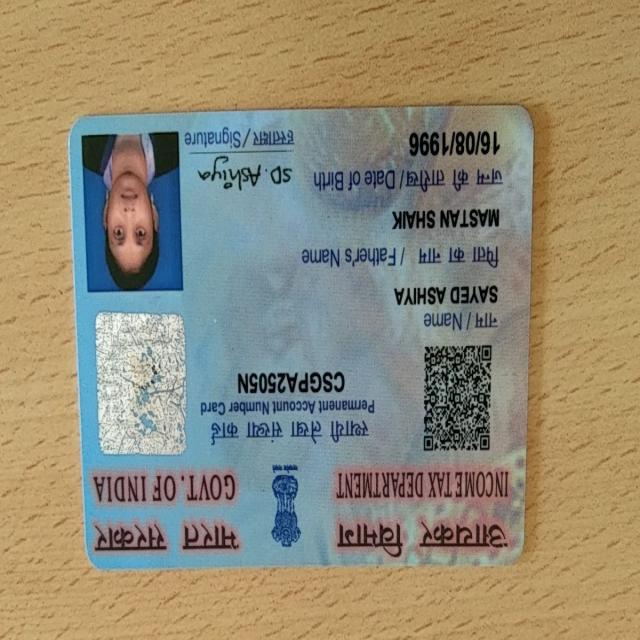 आयकर विभाग
INCOME TAX DEPARTMENT
भारत सरकार
GOVT. OF INDIA
स्थायी लेखा संख्या कार्ड
Permanent Account Number Card
CSGPA2505N
नाम / Name
SAYED ASHIYA
पिता का नाम / Father's Name
MASTAN SHAIK
जन्म की तारीख / Date of Birth
16/08/1996
SD. Ashiya
हस्ताक्षर / Signature